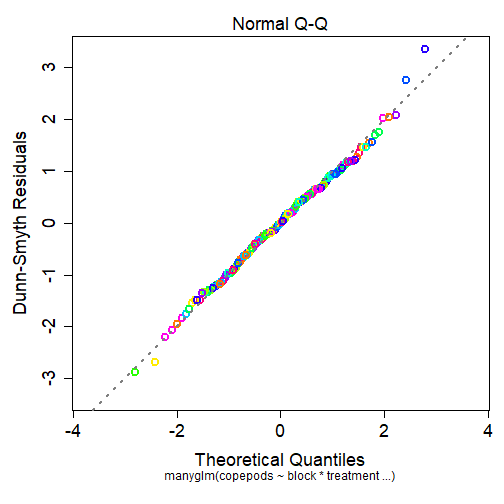 Normal Q-Q
Dunn-Smyth Residuals
3
2
1
0
-1
-2
-3
-4 -2 0 2 4
Theoretical Quantiles
manyglm(copepods ~ block * treatment ...)